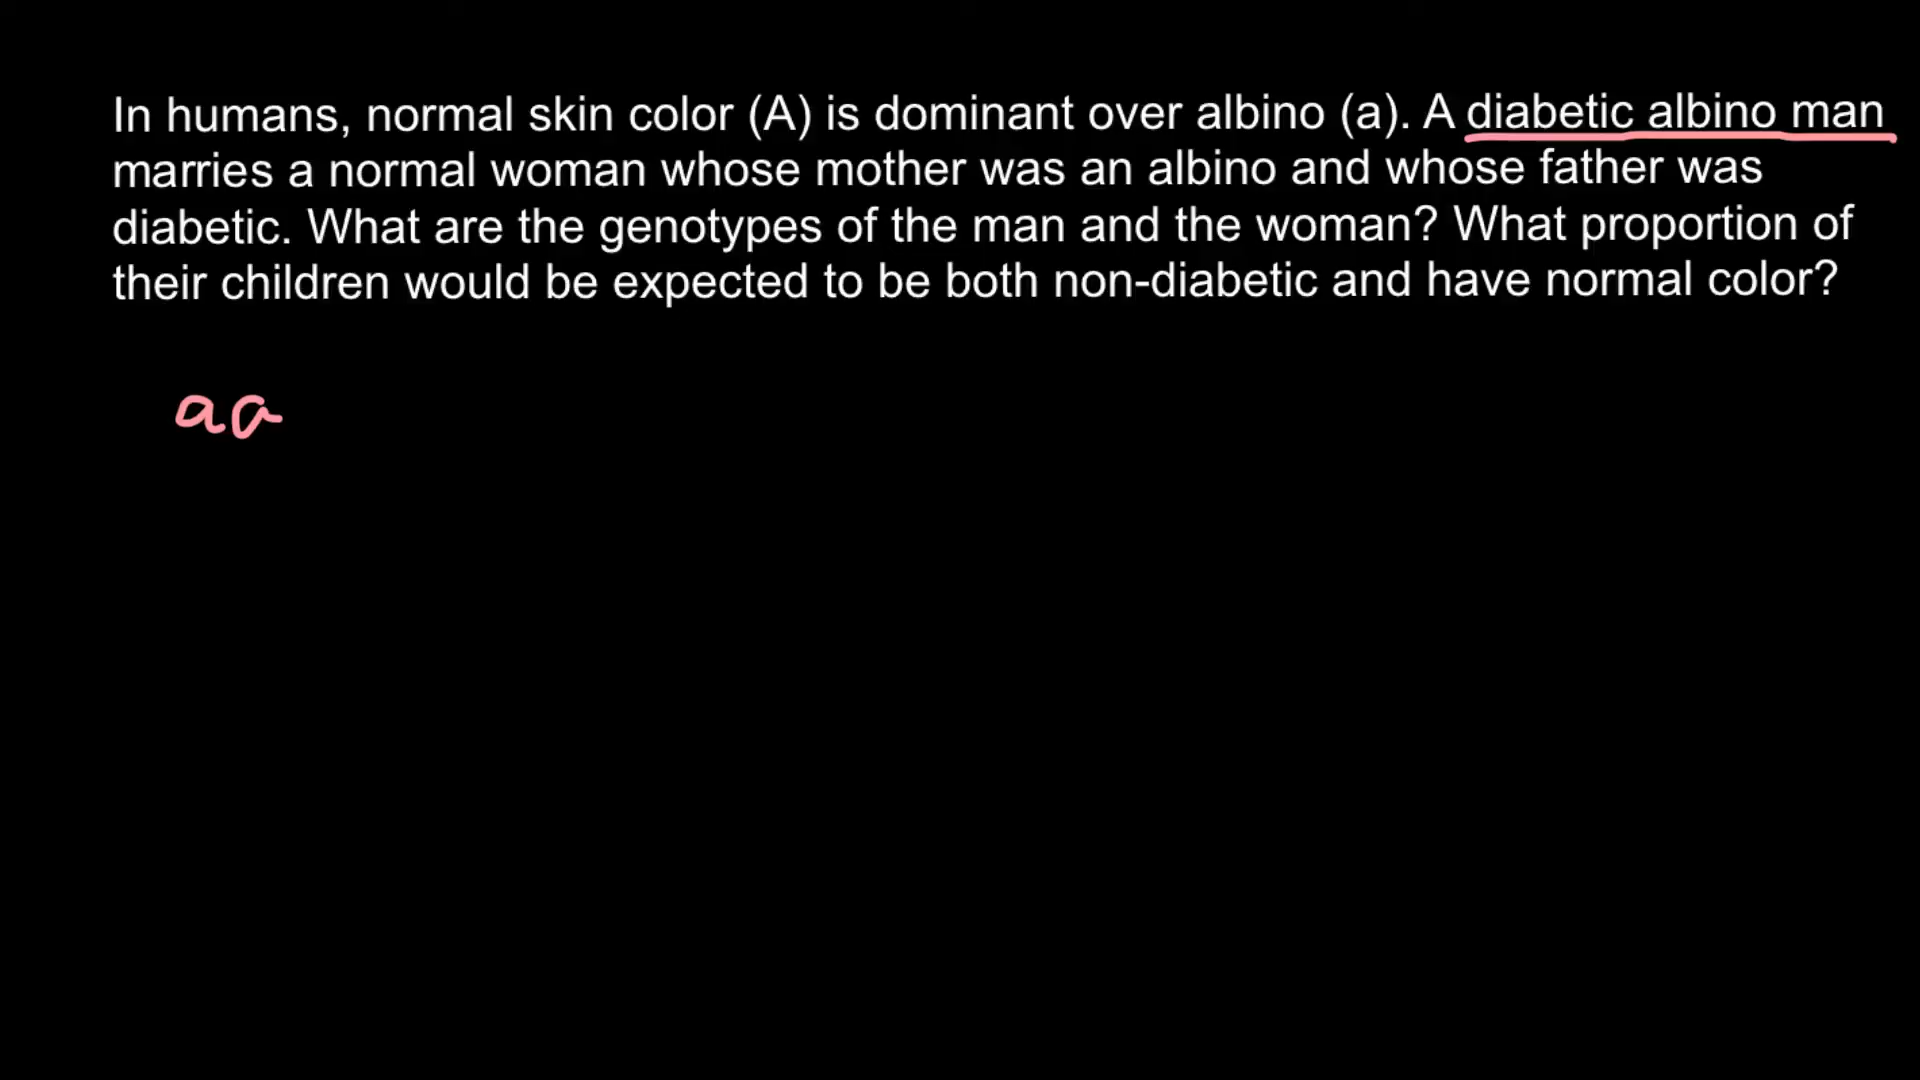 In humans, normal skin color (A) is dominant over albino (a). A diabetic albino man
marries a normal woman whose mother was an albino and whose father was
diabetic. What are the genotypes of the man and the woman? What proportion of
their children would be expected to be both non-diabetic and have normal color?
aa